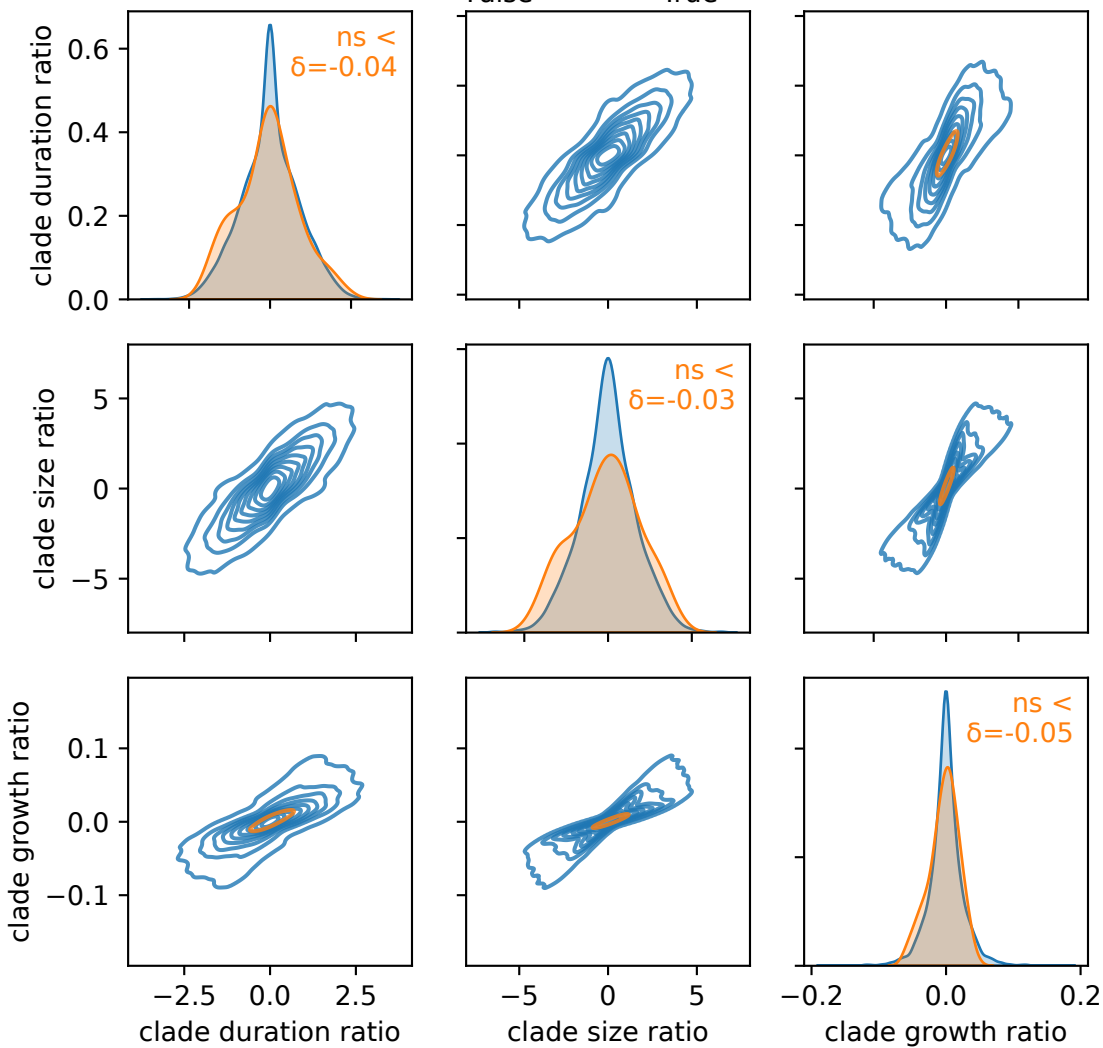 clade duration ratio
0.6
0.4
0.2
0.0
ns <
δ=-0.04
clade size ratio
5
0
−5
ns <
δ=-0.03
clade growth ratio
0.1
0.0
−0.1
ns <
δ=-0.05
−2.5 0.0 2.5
−5 0 5
−0.2 0.0 0.2
clade duration ratio
clade size ratio
clade growth ratio